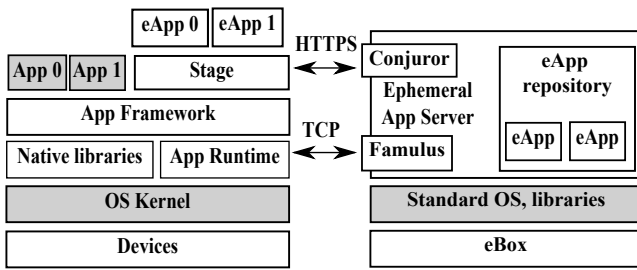 eApp 0 eApp 1
App 0 App 1 Stage
App Framework
Native libraries App Runtime
OS Kernel
Devices
HTTPS
TCP
Conjuror
Ephemeral
App Server
Famulus
eApp
repository
eApp eApp
Standard OS, libraries
eBox